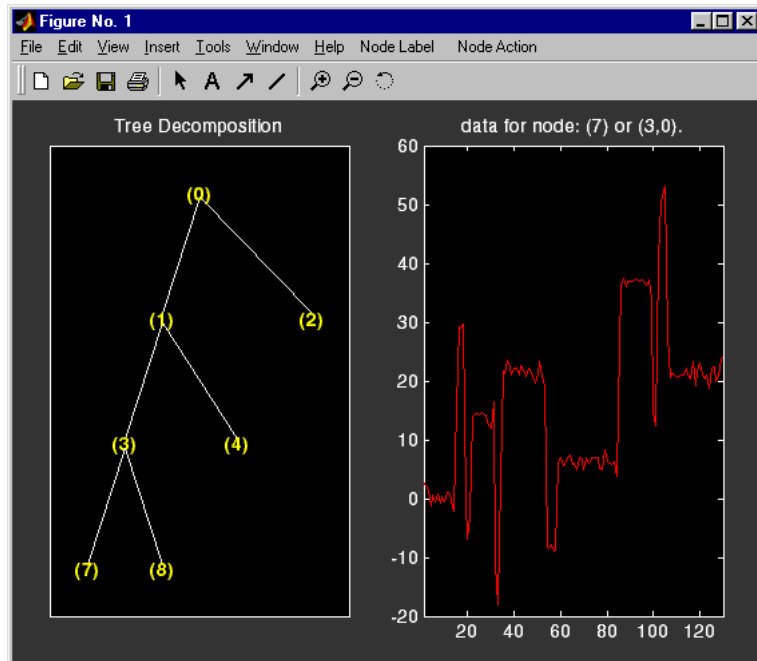 Figure No. 1
File Edit View Insert Tools Window Help Node Label Node Action
A
Tree Decomposition
(0)
(1) (2)
(3) (4)
(7) (8)
data for node: (7) or (3,0).
60
50
40
30
20
10
0
-10
-20
20 40 60 80 100 120